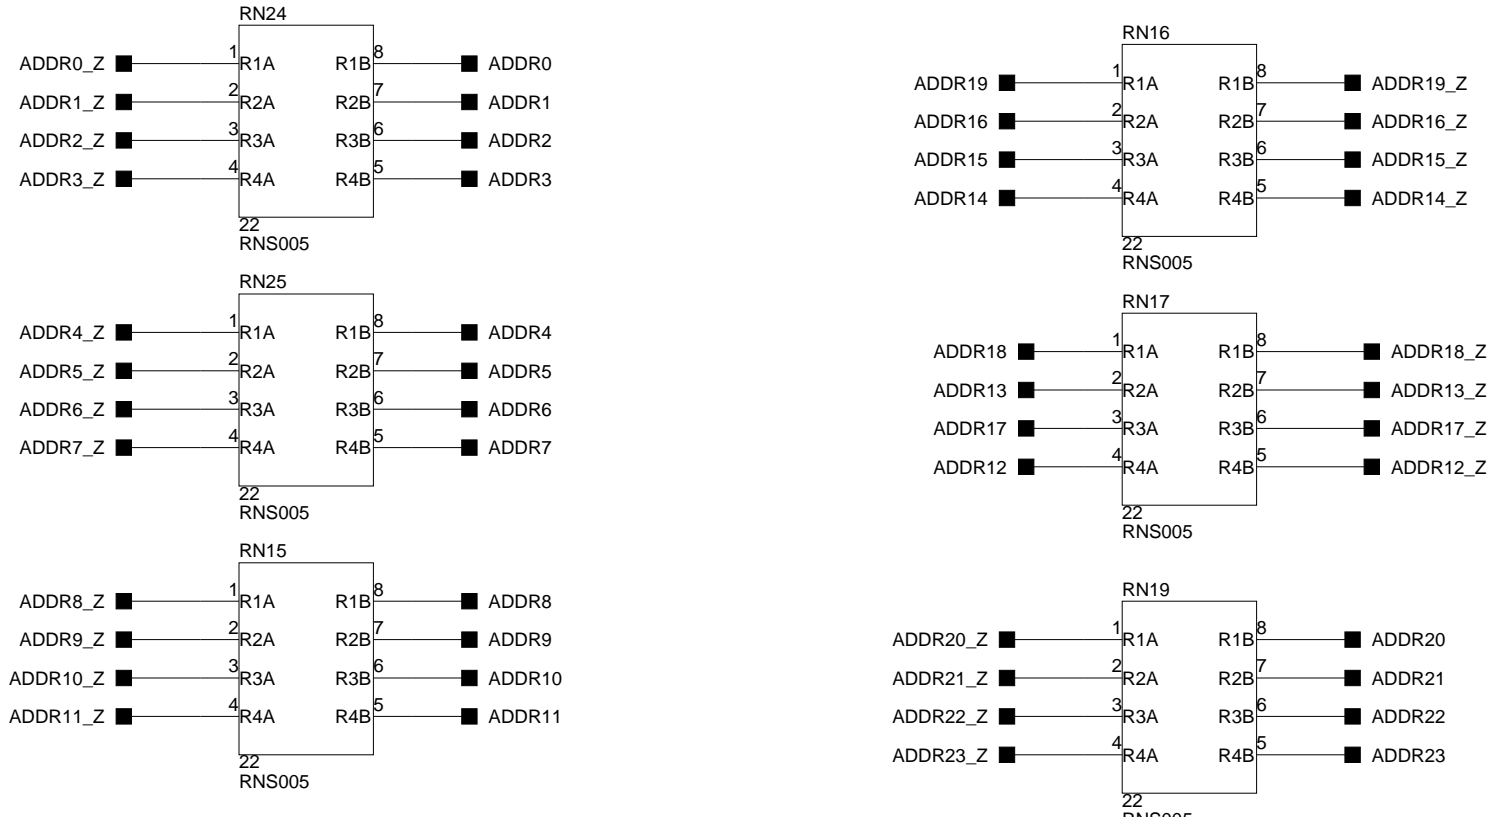 RN24
ADDR0_Z 1 R1A R1B 8 ADDR0
ADDR1_Z 2 R2A R2B 7 ADDR1
ADDR2_Z 3 R3A R3B 6 ADDR2
ADDR3_Z 4 R4A R4B 5 ADDR3
22
RNS005
RN25
ADDR4_Z 1 R1A R1B 8 ADDR4
ADDR5_Z 2 R2A R2B 7 ADDR5
ADDR6_Z 3 R3A R3B 6 ADDR6
ADDR7_Z 4 R4A R4B 5 ADDR7
22
RNS005
RN15
ADDR8_Z 1 R1A R1B 8 ADDR8
ADDR9_Z 2 R2A R2B 7 ADDR9
ADDR10_Z 3 R3A R3B 6 ADDR10
ADDR11_Z 4 R4A R4B 5 ADDR11
22
RNS005
RN16
ADDR19 1 R1A R1B 8 ADDR19_Z
ADDR16 2 R2A R2B 7 ADDR16_Z
ADDR15 3 R3A R3B 6 ADDR15_Z
ADDR14 4 R4A R4B 5 ADDR14_Z
22
RNS005
RN17
ADDR18 1 R1A R1B 8 ADDR18_Z
ADDR13 2 R2A R2B 7 ADDR13_Z
ADDR17 3 R3A R3B 6 ADDR17_Z
ADDR12 4 R4A R4B 5 ADDR12_Z
22
RNS005
RN19
ADDR20_Z 1 R1A R1B 8 ADDR20
ADDR21_Z 2 R2A R2B 7 ADDR21
ADDR22_Z 3 R3A R3B 6 ADDR22
ADDR23_Z 4 R4A R4B 5 ADDR23
22